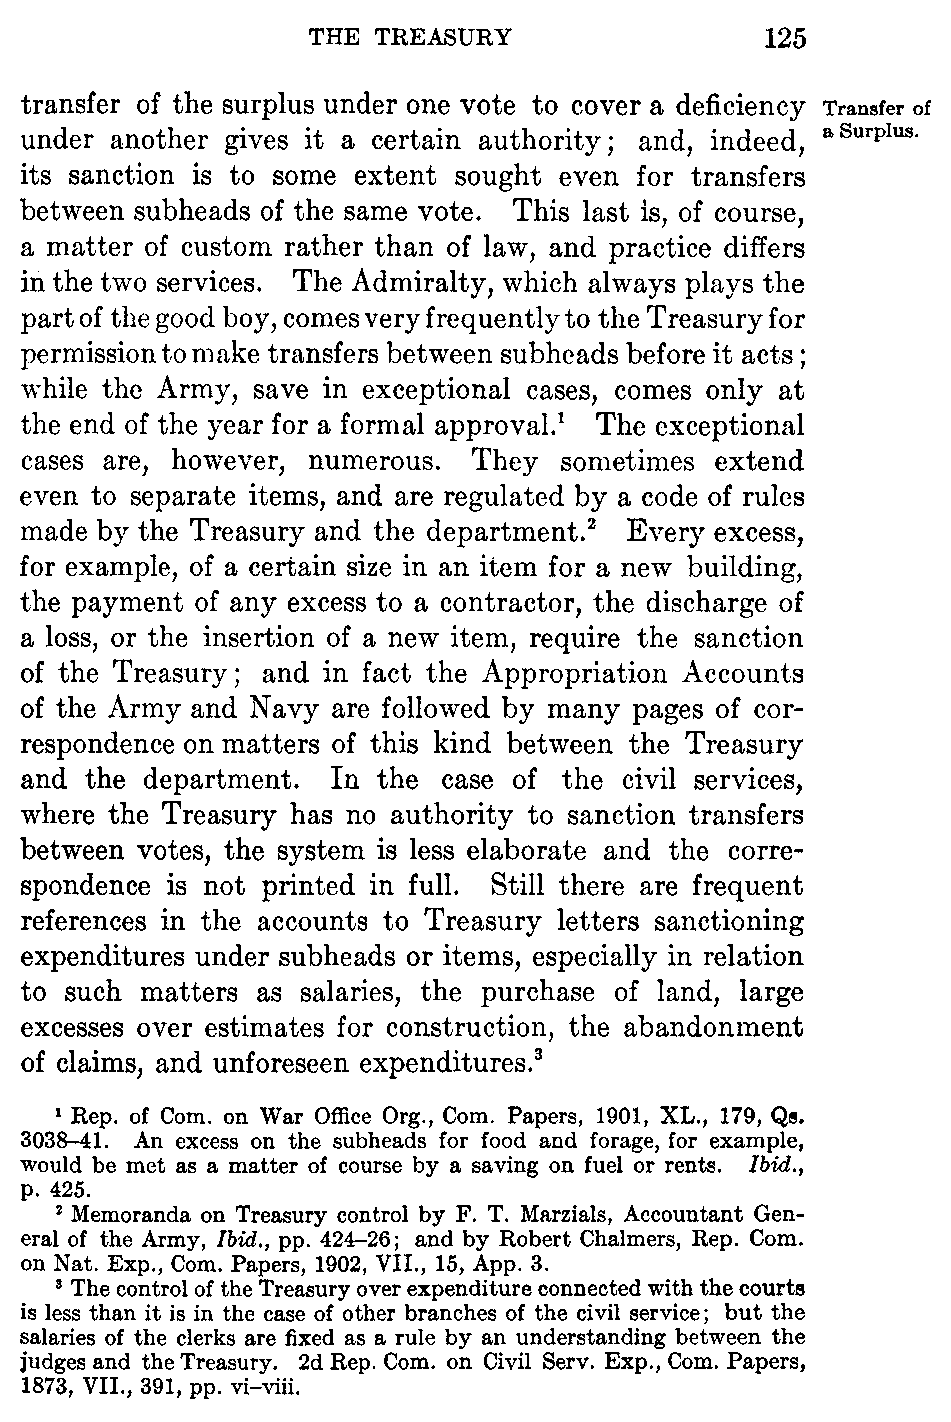 THE TREASURY 125
transfer of the surplus under one vote to cover a deficiency
Transfer of
a Surplus.
under another gives it a certain authority; and, indeed,
its sanction is to some extent sought even for transfers
between subheads of the same vote. This last is, of course,
a matter of custom rather than of law, and practice differs
in the two services. The Admiralty, which always plays the
part of the good boy, comes very frequently to the Treasury for
permission to make transfers between subheads before it acts;
while the Army, save in exceptional cases, comes only at
the end of the year for a formal approval.¹ The exceptional
cases are, however, numerous. They sometimes extend
even to separate items, and are regulated by a code of rules
made by the Treasury and the department.² Every excess,
for example, of a certain size in an item for a new building,
the payment of any excess to a contractor, the discharge of
a loss, or the insertion of a new item, require the sanction
of the Treasury; and in fact the Appropriation Accounts
of the Army and Navy are followed by many pages of cor-
respondence on matters of this kind between the Treasury
and the department. In the case of the civil services,
where the Treasury has no authority to sanction transfers
between votes, the system is less elaborate and the corre-
spondence is not printed in full. Still there are frequent
references in the accounts to Treasury letters sanctioning
expenditures under subheads or items, especially in relation
to such matters as salaries, the purchase of land, large
excesses over estimates for construction, the abandonment
of claims, and unforeseen expenditures.³
¹ Rep. of Com. on War Office Org., Com. Papers, 1901, XL., 179, Qs.
3038–41. An excess on the subheads for food and forage, for example,
would be met as a matter of course by a saving on fuel or rents. Ibid.,
p. 425.
² Memoranda on Treasury control by F. T. Marzials, Accountant Gen-
eral of the Army, Ibid., pp. 424–26; and by Robert Chalmers, Rep. Com.
on Nat. Exp., Com. Papers, 1902, VII., 15, App. 3.
³ The control of the Treasury over expenditure connected with the courts
is less than it is in the case of other branches of the civil service; but the
salaries of the clerks are fixed as a rule by an understanding between the
judges and the Treasury. 2d Rep. Com. on Civil Serv. Exp., Com. Papers,
1873, VII., 391, pp. vi–viii.